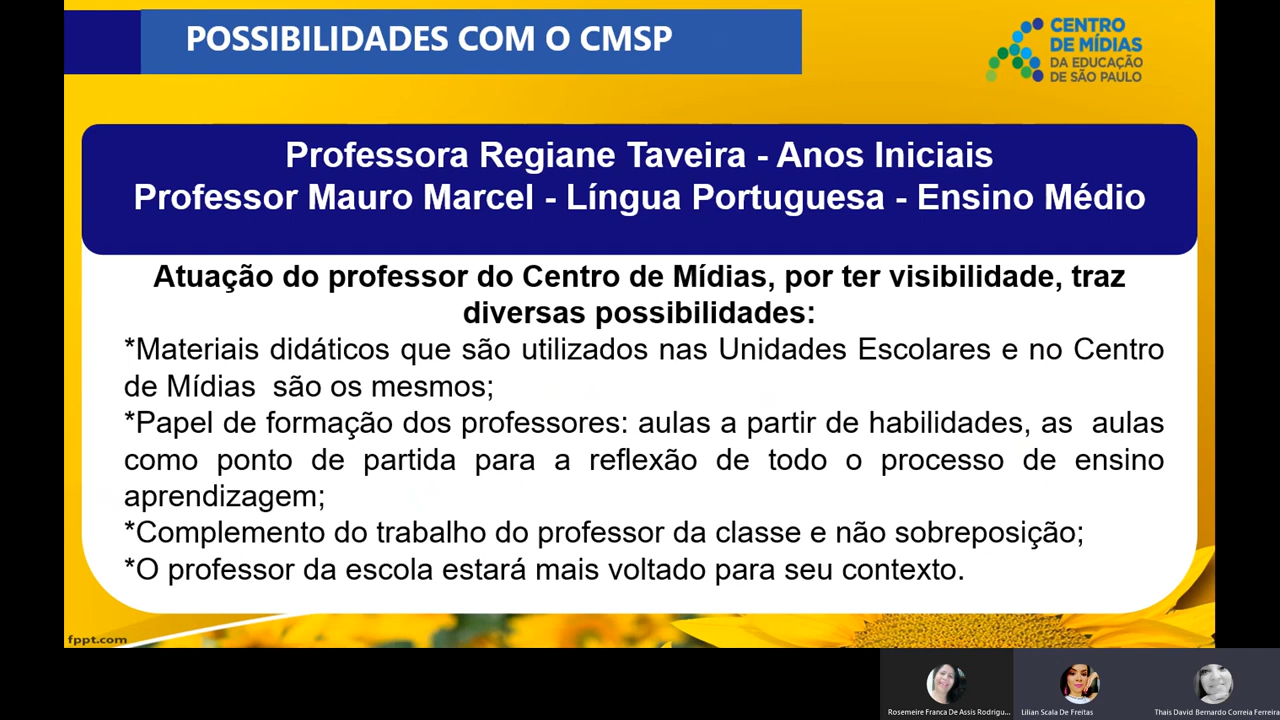 POSSIBILIDADES COM O CMSP
CENTRO
DE MÍDIAS
DA EDUCAÇÃO
DE SÃO PAULO
Professora Regiane Taveira - Anos Iniciais
Professor Mauro Marcel - Língua Portuguesa - Ensino Médio
Atuação do professor do Centro de Mídias, por ter visibilidade, traz
diversas possibilidades:
*Materiais didáticos que são utilizados nas Unidades Escolares e no Centro
de Mídias são os mesmos;
*Papel de formação dos professores: aulas a partir de habilidades, as aulas
como ponto de partida para a reflexão de todo o processo de ensino
aprendizagem;
*Complemento do trabalho do professor da classe e não sobreposição;
*O professor da escola estará mais voltado para seu contexto.
fppt.com
Rosemeire Franca De Assis Rodrigu...
Lilian Scala De Freitas
Thais David Bernardo Correia Ferreira